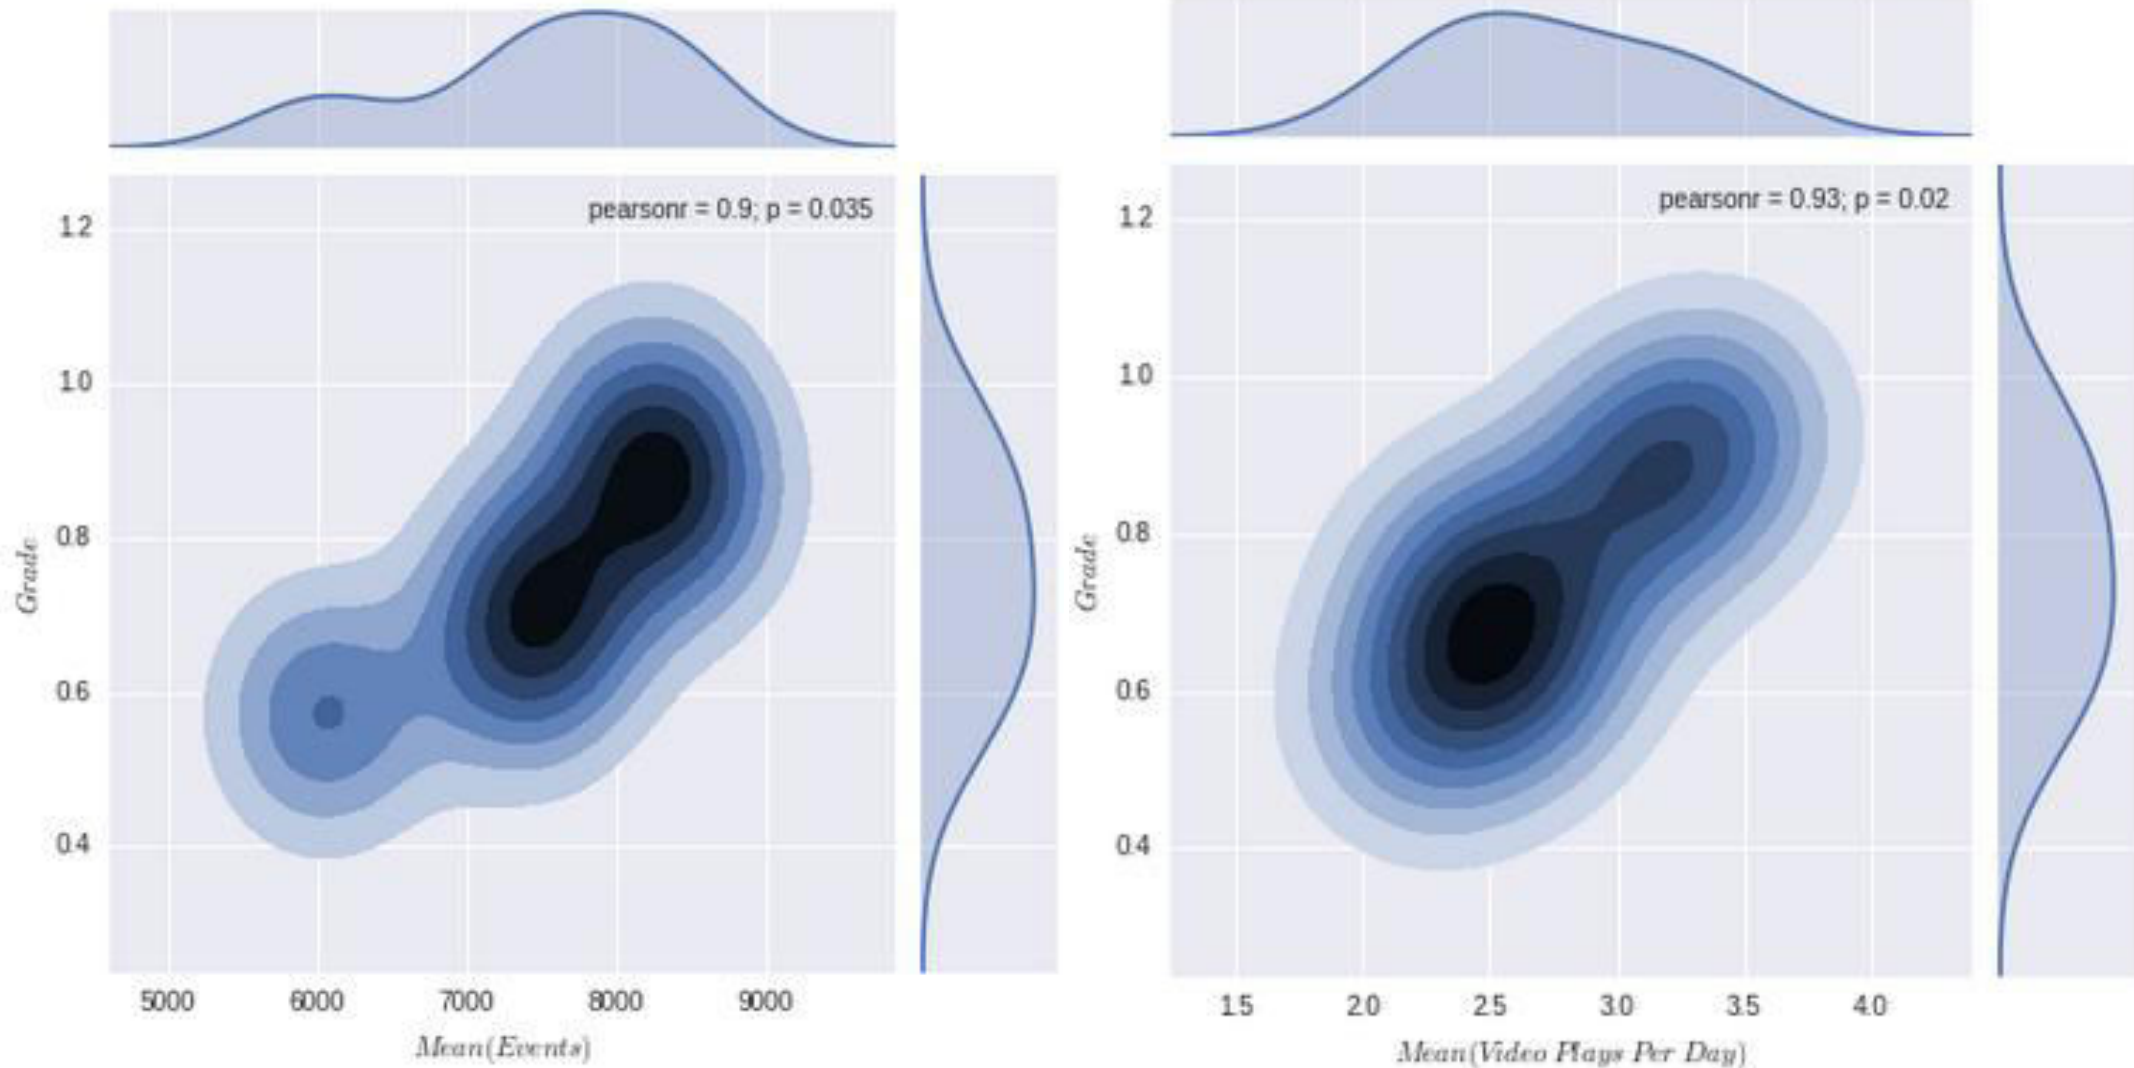 pearsonr = 0.9; p = 0.035
1.2
1.0
0.8
0.6
0.4
Grade
5000 6000 7000 8000 9000
Mean(Events)
pearsonr = 0.93; p = 0.02
1.2
1.0
0.8
0.6
0.4
Grade
1.5 2.0 2.5 3.0 3.5 4.0
Mean(Video Plays Per Day)